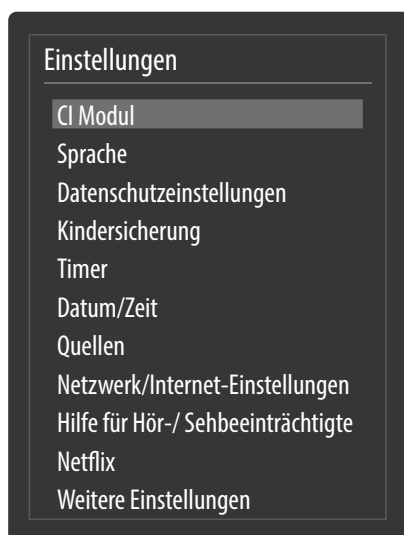 Einstellungen
CI Modul
Sprache
Datenschutzeinstellungen
Kindersicherung
Timer
Datum/Zeit
Quellen
Netzwerk/Internet-Einstellungen
Hilfe für Hör-/ Sehbeeinträchtigte
Netflix
Weitere Einstellungen